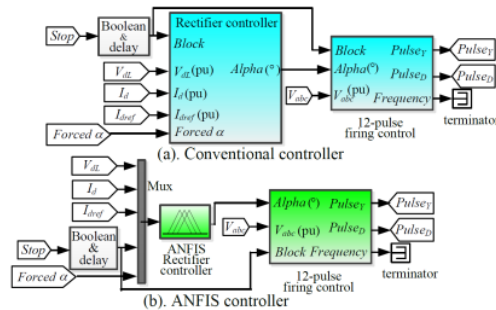 Boolean
& delay
Stop
Rectifier controller
Block
V_dL
V_dL (pu)
Alpha (°)
I_d
I_d (pu)
I_dref
I_dref (pu)
Forced α
Forced α
Block
Pulse_Y
Pulse_Y
Alpha(°)
Pulse_D
Pulse_D
V_abc
V_abc (pu)
Frequency
12-pulse
firing control
terminator
(a). Conventional controller
V_dL
I_d
I_dref
Mux
Boolean
& delay
Stop
Forced α
ANFIS
Rectifier
controller
V_abc
Alpha (°)
Pulse_Y
Pulse_Y
V_abc (pu)
Pulse_D
Pulse_D
Block
Frequency
12-pulse
firing control
terminator
(b). ANFIS controller